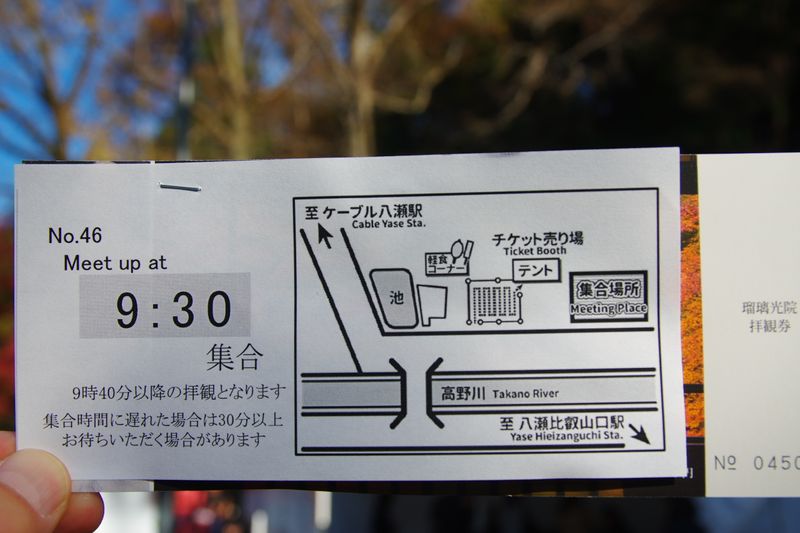 No.46
Meet up at
9:30
集合
9時40分以降の拝観となります
集合時間に遅れた場合は30分以上
お待ちいただく場合があります
至 ケーブル八瀬駅
Cable Yase Sta.
チケット売り場
Ticket Booth
軽食
コーナー
テント
池
集合場所
Meeting Place
高野川 Takano River
至 八瀬比叡山口駅
Yase Hieizanguchi Sta.
瑠璃光院
拝観券
Nº 0450